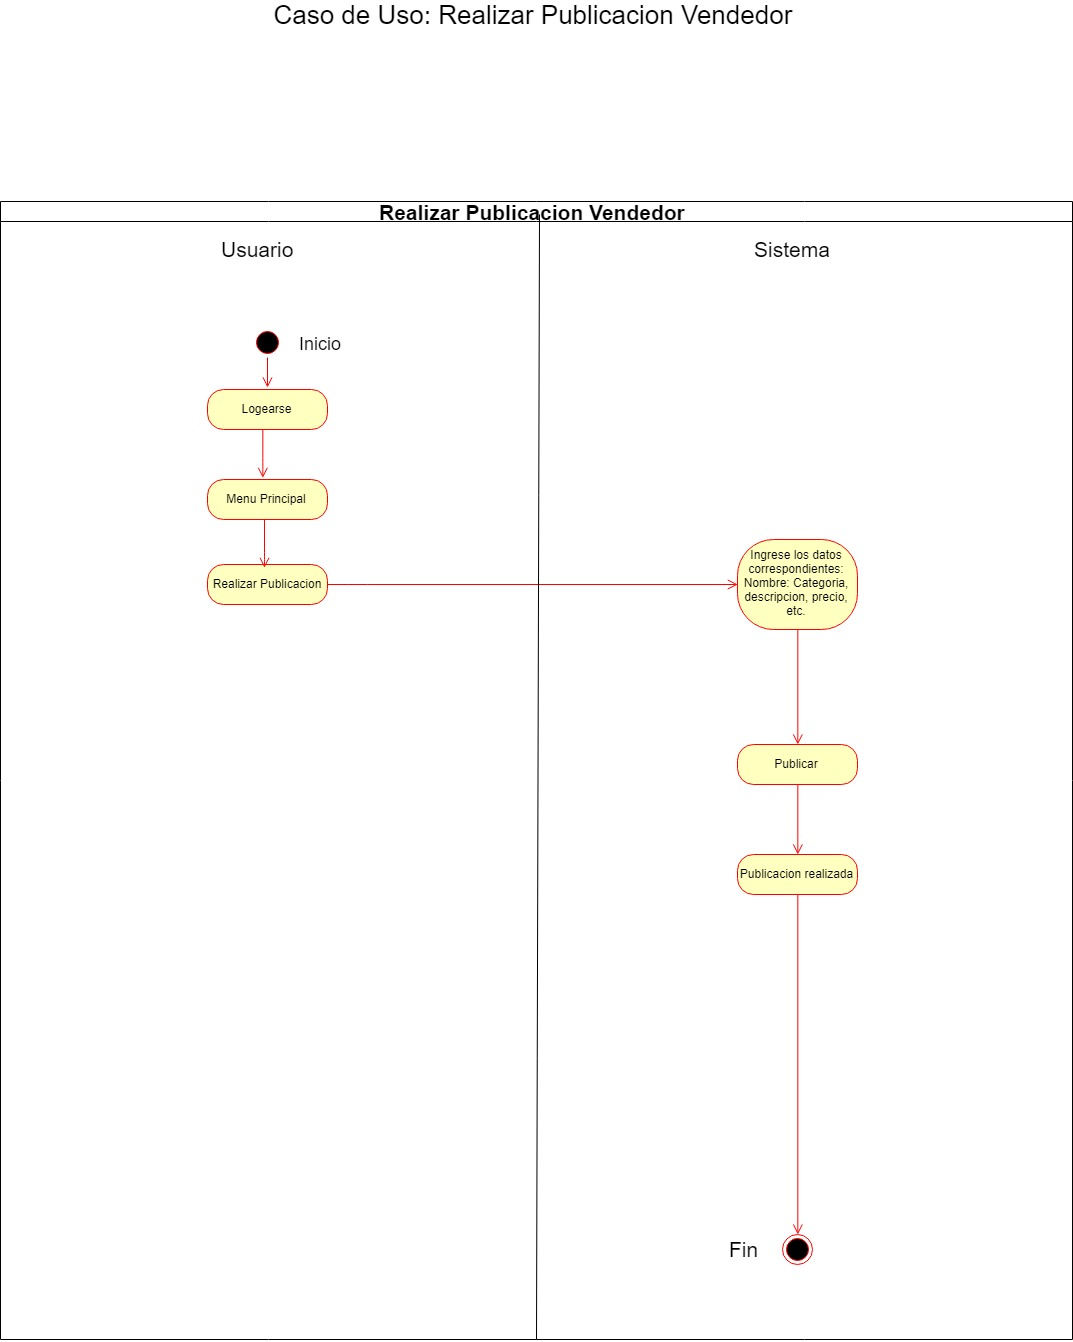 Caso de Uso: Realizar Publicacion Vendedor
Realizar Publicacion Vendedor
Usuario
Sistema
Inicio
Logearse
Menu Principal
Realizar Publicacion
Ingrese los datos
correspondientes:
Nombre: Categoria,
descripcion, precio,
etc.
Publicar
Publicacion realizada
Fin